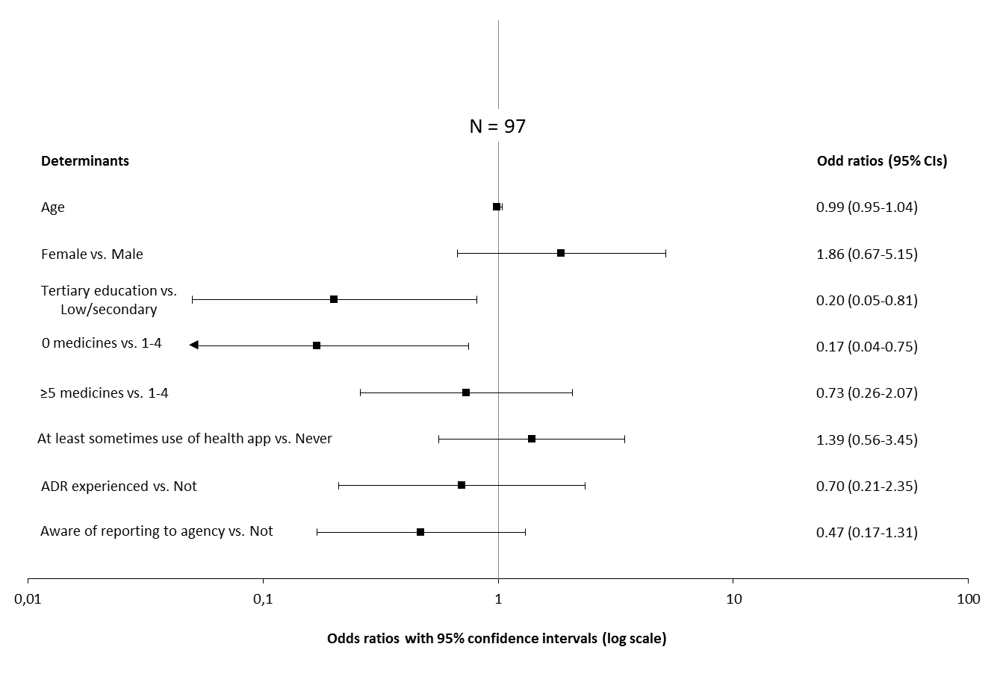 N = 97
Determinants Odd ratios (95% CIs)
Age 0.99 (0.95-1.04)
Female vs. Male 1.86 (0.67-5.15)
Tertiary education vs.
Low/secondary 0.20 (0.05-0.81)
0 medicines vs. 1-4 0.17 (0.04-0.75)
≥5 medicines vs. 1-4 0.73 (0.26-2.07)
At least sometimes use of health app vs. Never 1.39 (0.56-3.45)
ADR experienced vs. Not 0.70 (0.21-2.35)
Aware of reporting to agency vs. Not 0.47 (0.17-1.31)
0,01 0,1 1 10 100
Odds ratios with 95% confidence intervals (log scale)